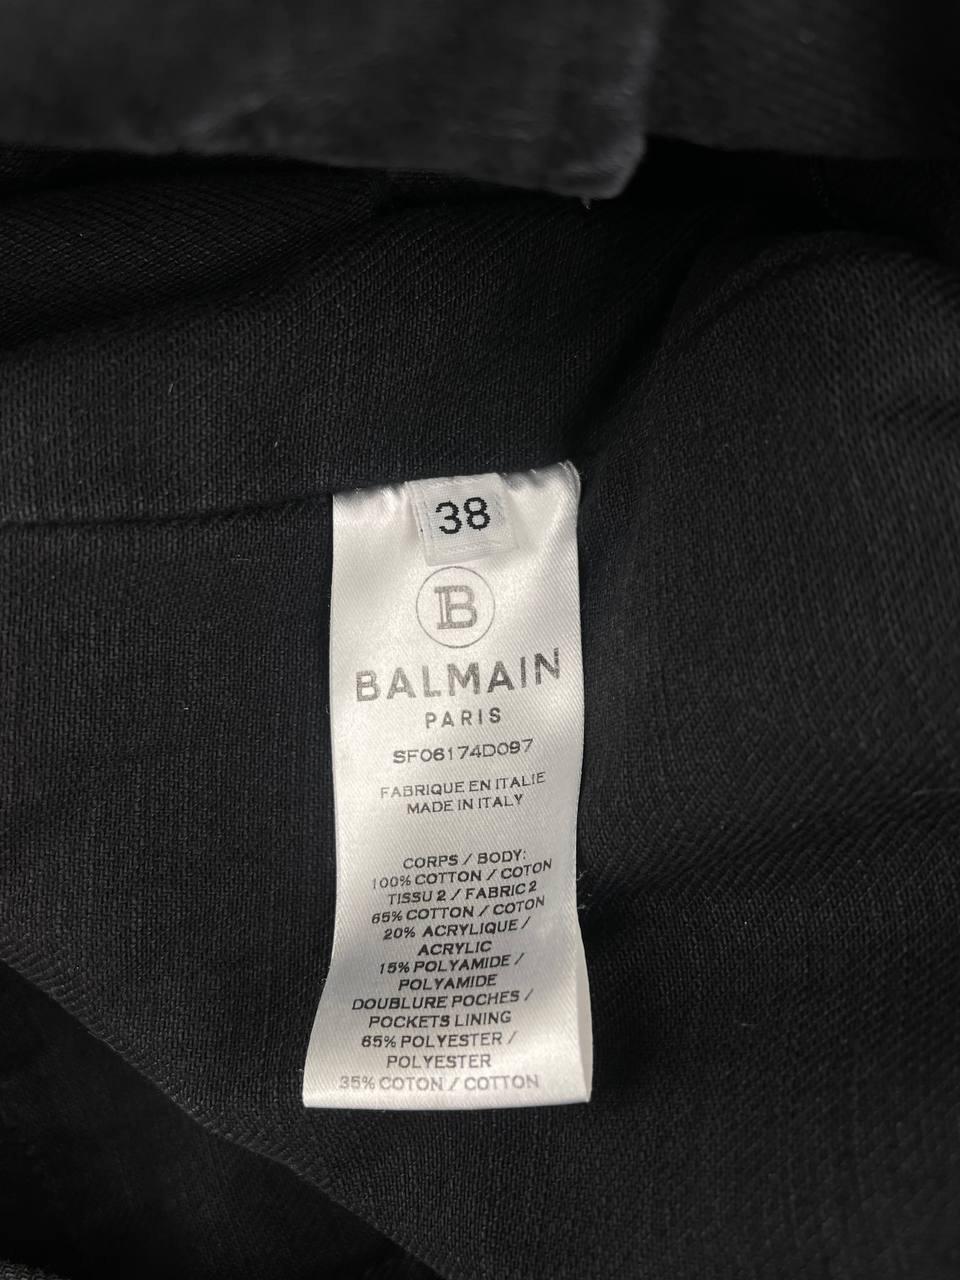 38
B
BALMAIN
PARIS
SF06174D097
FABRIQUE EN ITALIE
MADE IN ITALY
CORPS / BODY:
100% COTTON / COTON
TISSU 2 / FABRIC 2
65% COTTON / COTON
20% ACRYLIQUE /
ACRYLIC
15% POLYAMIDE /
POLYAMIDE
DOUBLURE POCHES /
POCKETS LINING
65% POLYESTER /
POLYESTER
35% COTON / COTTON